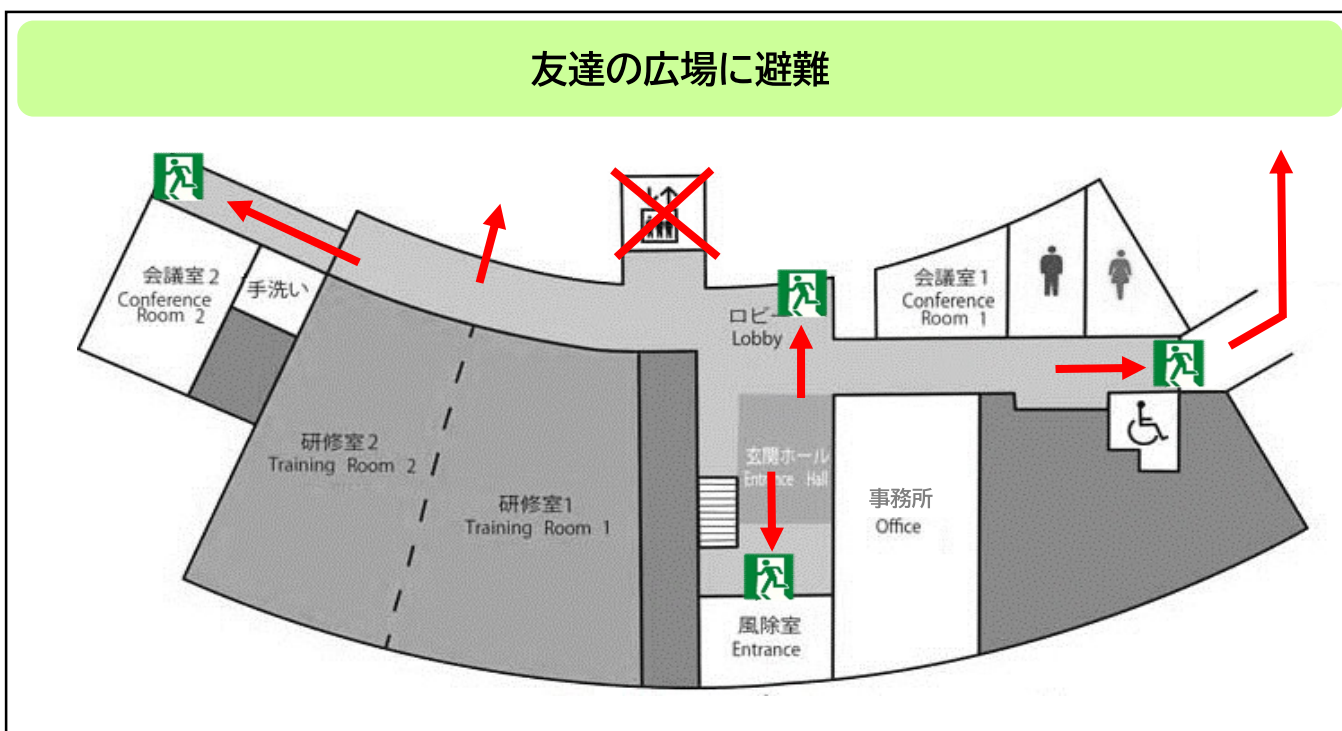 友達の広場に避難
会議室2
Conference
Room 2
手洗い
ロビー
Lobby
会議室1
Conference
Room 1
研修室2
Training Room 2
研修室1
Training Room 1
玄関ホール
Entrance Hall
事務所
Office
風除室
Entrance